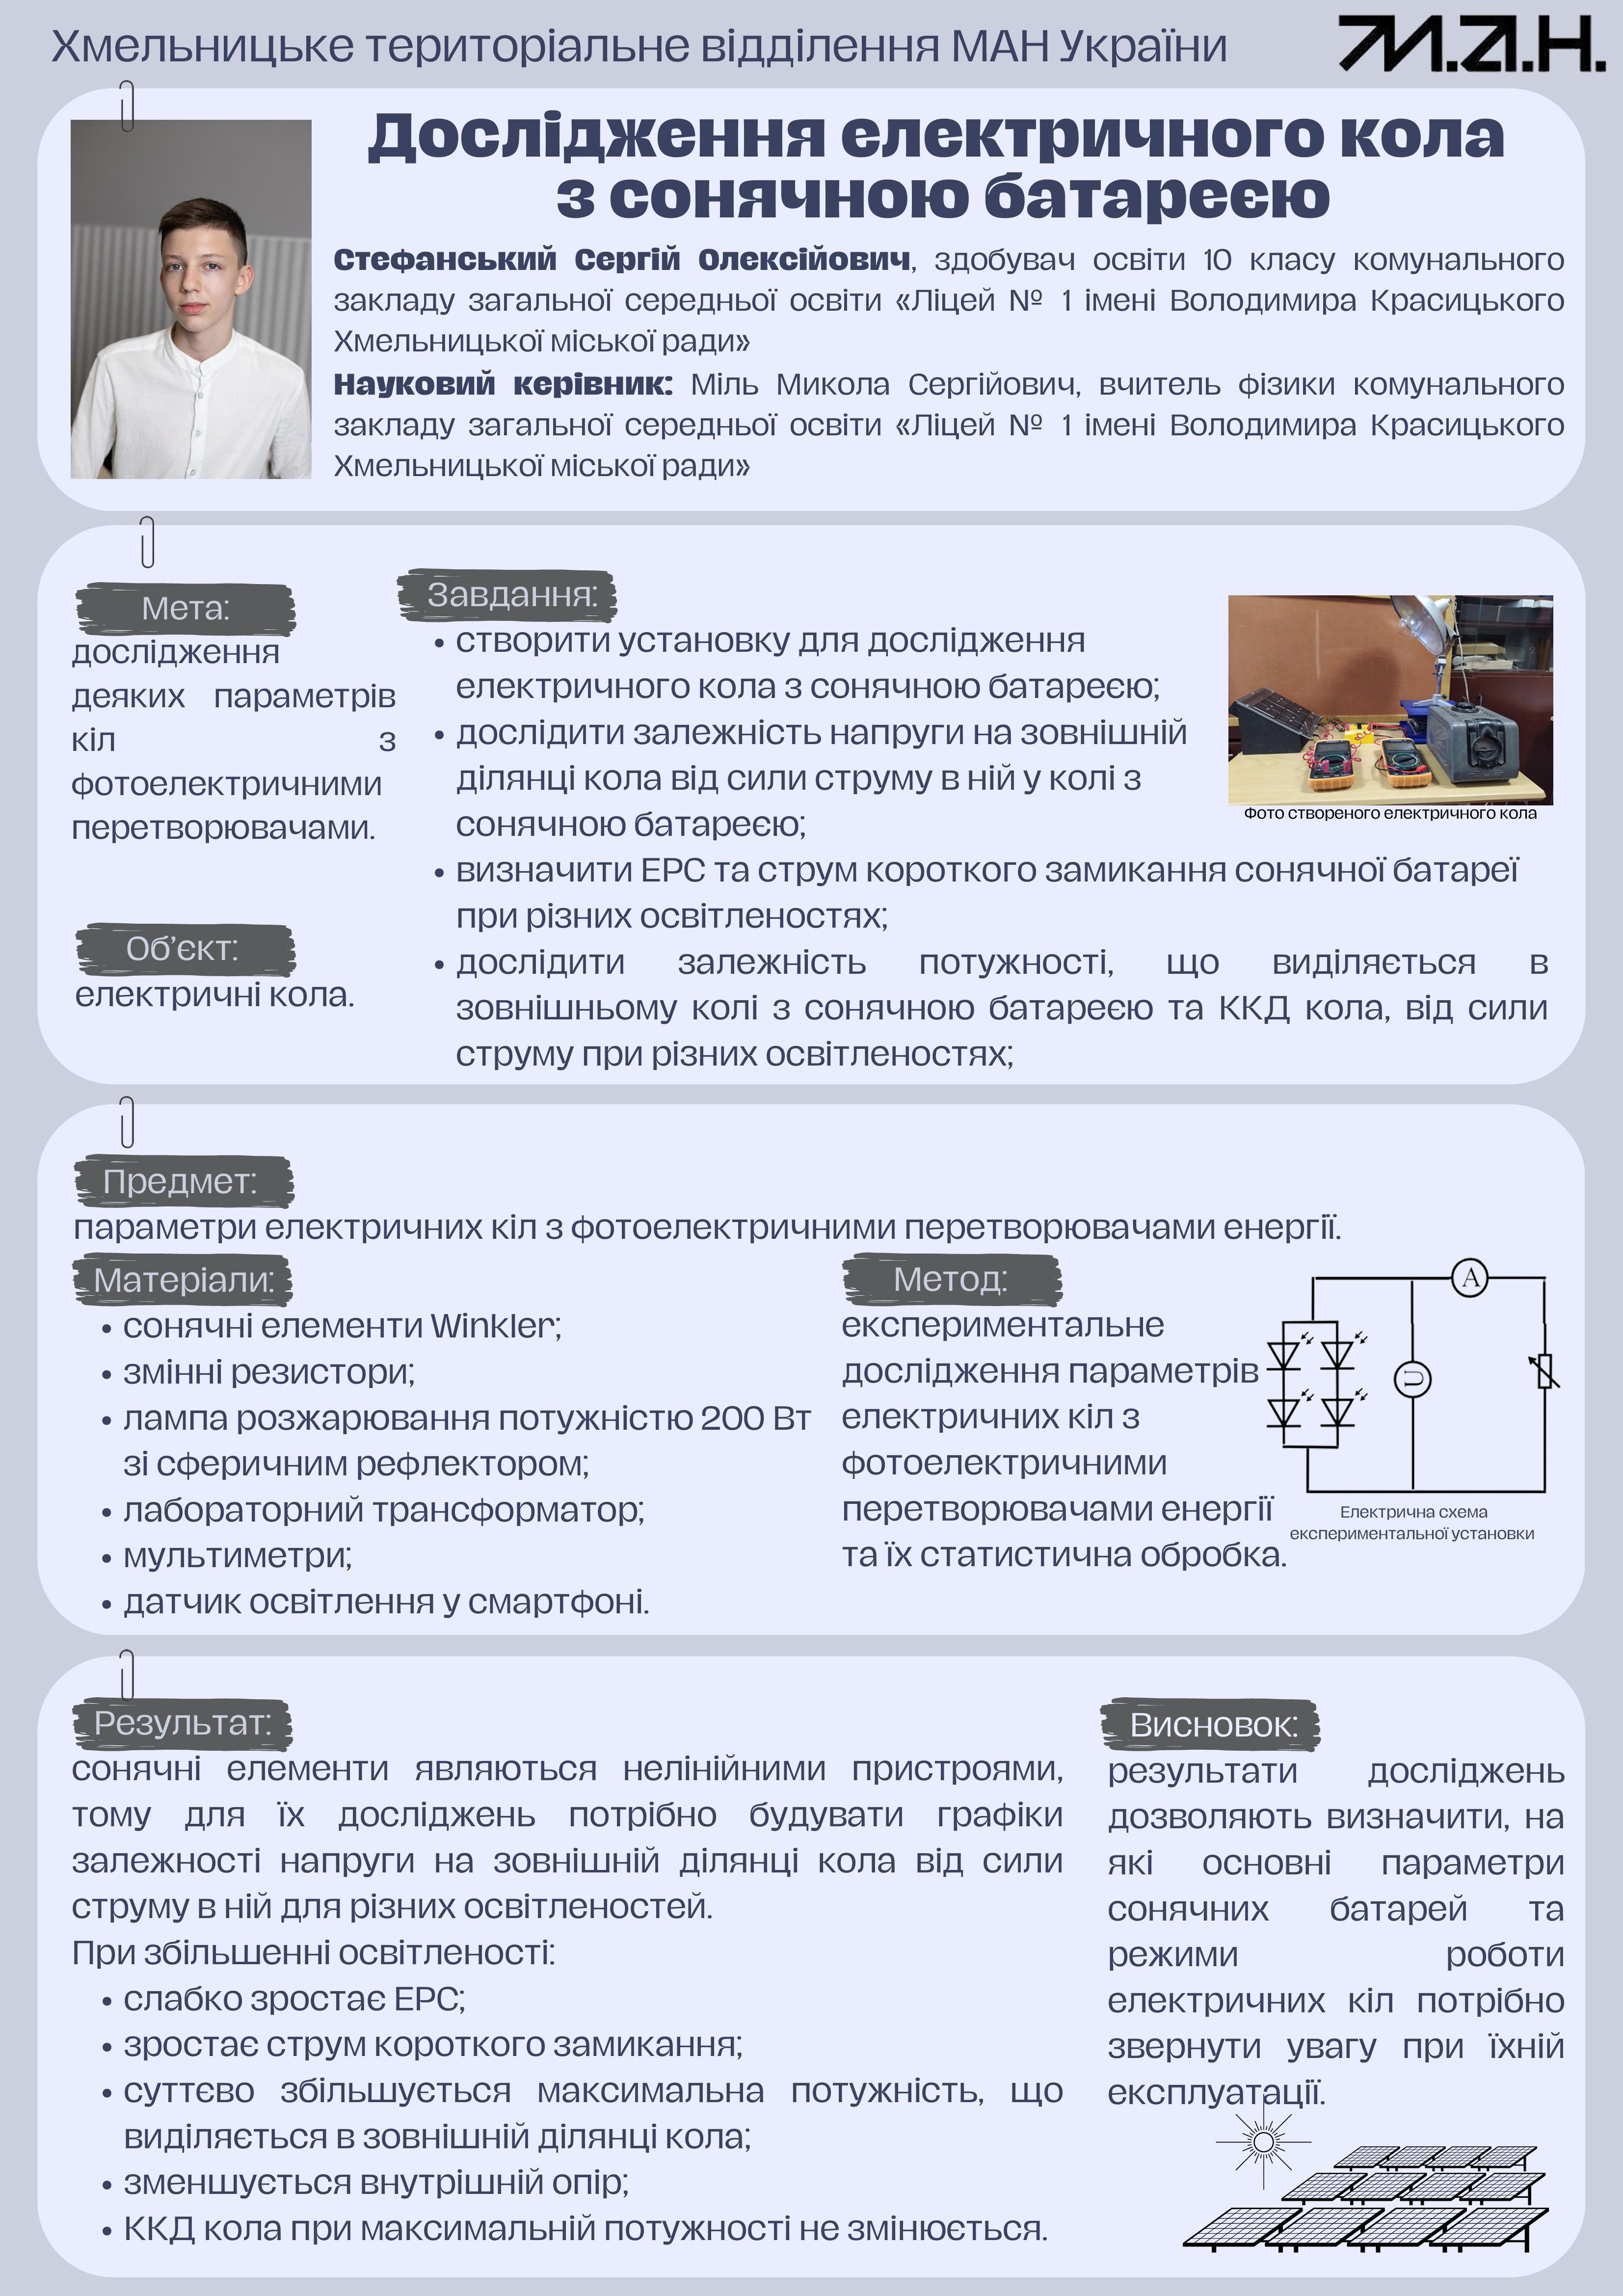 Хмельницьке територіальне відділення МАН України
М.А.Н.
Дослідження електричного кола
з сонячною батареєю
Стефанський Сергій Олексійович, здобувач освіти 10 класу комунального
закладу загальної середньої освіти «Ліцей № 1 імені Володимира Красицького
Хмельницької міської ради»
Науковий керівник: Міль Микола Сергійович, вчитель фізики комунального
закладу загальної середньої освіти «Ліцей № 1 імені Володимира Красицького
Хмельницької міської ради»
Мета:
дослідження
деяких параметрів
кіл з
фотоелектричними
перетворювачами.
Об’єкт:
електричні кола.
Завдання:
• створити установку для дослідження
електричного кола з сонячною батареєю;
• дослідити залежність напруги на зовнішній
ділянці кола від сили струму в ній у колі з
сонячною батареєю;
• визначити ЕРС та струм короткого замикання сонячної батареї
при різних освітленостях;
• дослідити залежність потужності, що виділяється в
зовнішньому колі з сонячною батареєю та ККД кола, від сили
струму при різних освітленостях;
Фото створеного електричного кола
Предмет:
параметри електричних кіл з фотоелектричними перетворювачами енергії.
Матеріали:
• сонячні елементи Winkler;
• змінні резистори;
• лампа розжарювання потужністю 200 Вт
зі сферичним рефлектором;
• лабораторний трансформатор;
• мультиметри;
• датчик освітлення у смартфоні.
Метод:
експериментальне
дослідження параметрів
електричних кіл з
фотоелектричними
перетворювачами енергії
та їх статистична обробка.
A
U
Електрична схема
експериментальної установки
Результат:
сонячні елементи являються нелінійними пристроями,
тому для їх досліджень потрібно будувати графіки
залежності напруги на зовнішній ділянці кола від сили
струму в ній для різних освітленостей.
При збільшенні освітленості:
• слабко зростає ЕРС;
• зростає струм короткого замикання;
• суттєво збільшується максимальна потужність, що
виділяється в зовнішній ділянці кола;
• зменшується внутрішній опір;
• ККД кола при максимальній потужності не змінюється.
Висновок:
результати досліджень
дозволяють визначити, на
які основні параметри
сонячних батарей та
режими роботи
електричних кіл потрібно
звернути увагу при їхній
експлуатації.